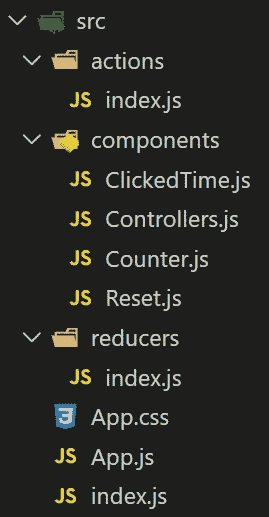 src
actions
JS index.js
components
JS ClickedTime.js
JS Controllers.js
JS Counter.js
JS Reset.js
reducers
JS index.js
3 App.css
JS App.js
JS index.js